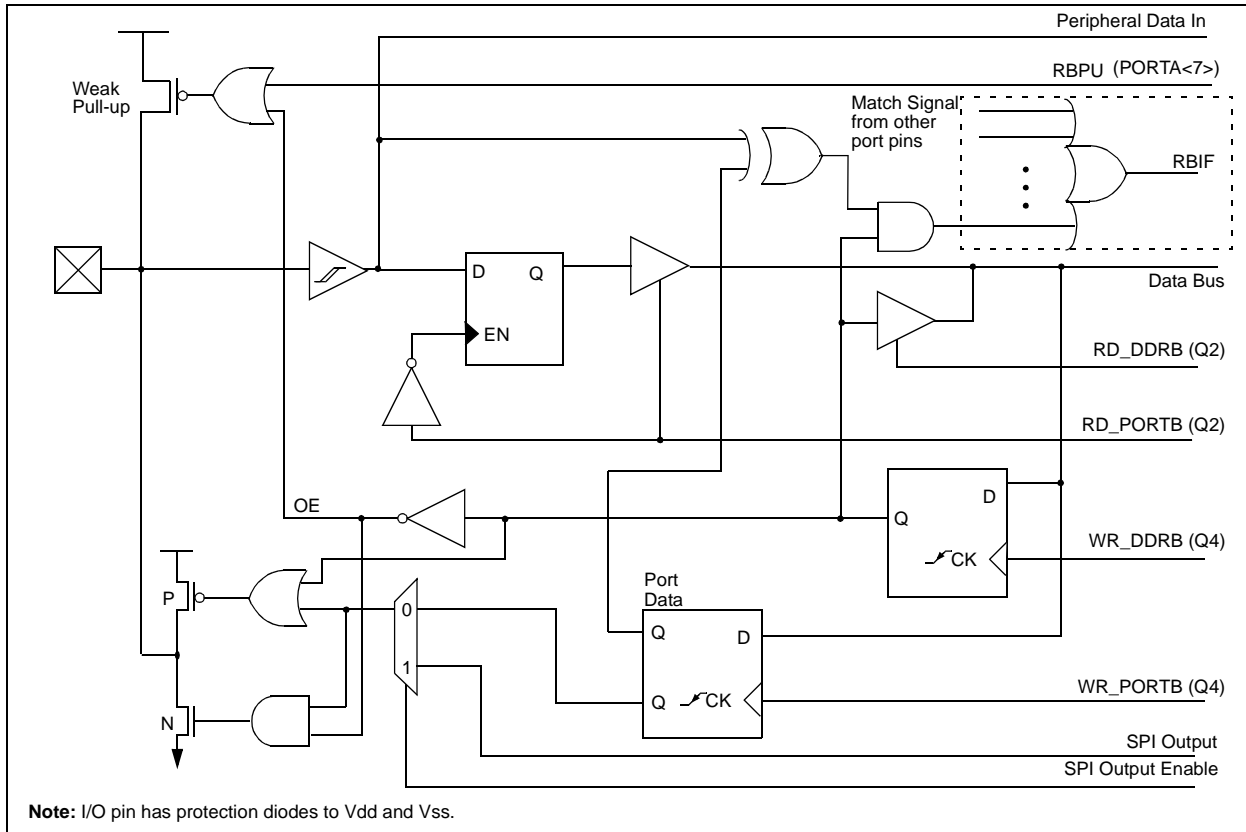 Peripheral Data In
RBPU (PORTA<7>)
Weak
Pull-up
Match Signal
from other
port pins
RBIF
D
Q
EN
Data Bus
RD_DDRB (Q2)
RD_PORTB (Q2)
OE
D
Q
CK
WR_DDRB (Q4)
P
0
1
Port
Data
Q
D
Q
CK
WR_PORTB (Q4)
N
SPI Output
SPI Output Enable
Note: I/O pin has protection diodes to Vdd and Vss.